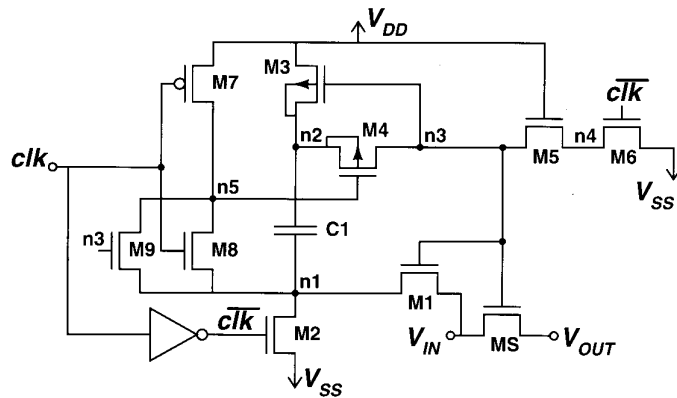 V_DD
M3
clk̅
M7
n2
M4
n3
n4
clk
M5
M6
n5
V_SS
n3
M9
M8
C1
n1
M1
clk̅
M2
V_IN
MS
V_OUT
V_SS